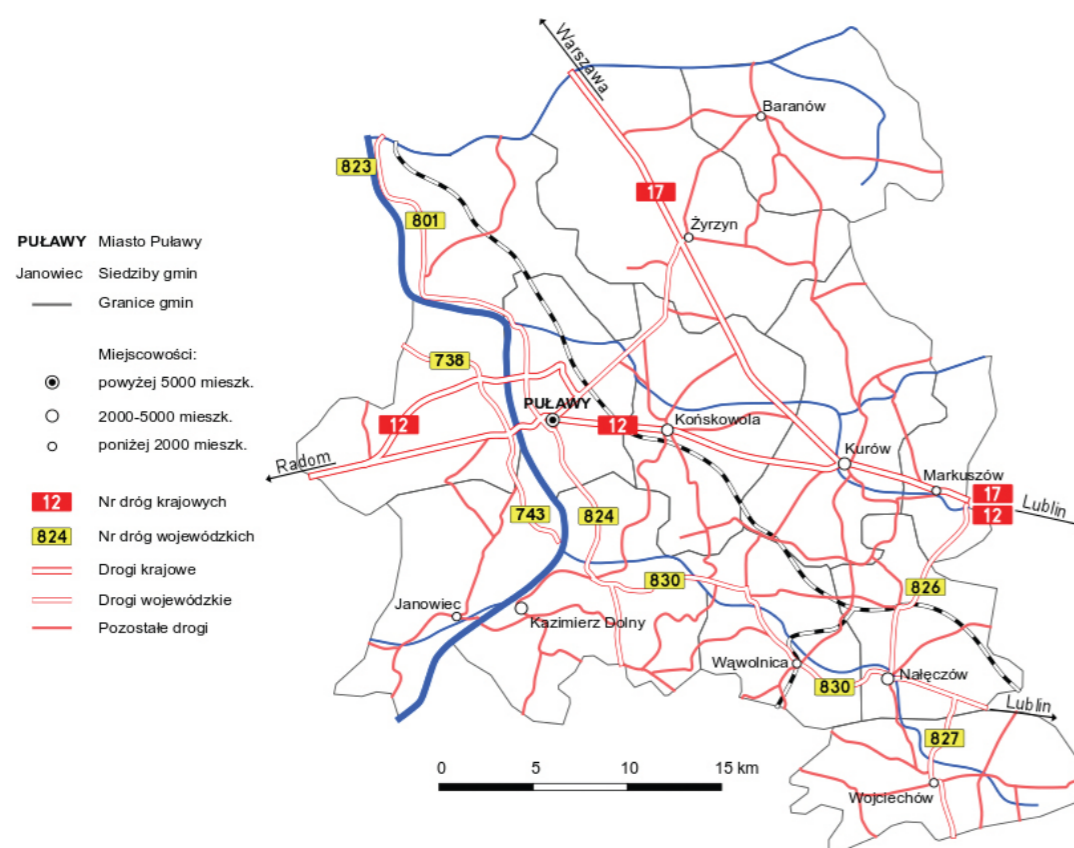 Warszawa
Baranów
823
17
801
Żyrzyn
PUŁAWY Miasto Puławy
Janowiec Siedziby gmin
Granice gmin
Miejscowości:
powyżej 5000 mieszk.
2000-5000 mieszk.
poniżej 2000 mieszk.
12 Nr dróg krajowych
824 Nr dróg wojewódzkich
Drogi krajowe
Drogi wojewódzkie
Pozostałe drogi
738
PUŁAWY
12
12
Końskowola
Radom
Kurów
Markuszów
17
12
Lublin
743
824
830
826
Janowiec
Kazimierz Dolny
Wąwolnica
830
Nałęczów
Lublin
827
Wojciechów
0 5 10 15 km